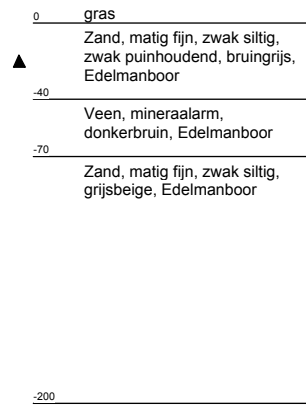 0 gras
Zand, matig fijn, zwak siltig,
zwak puinhoudend, bruingrijs,
Edelmanboor
-40
Veen, mineraalarm,
donkerbruin, Edelmanboor
-70
Zand, matig fijn, zwak siltig,
grijsbeige, Edelmanboor
-200